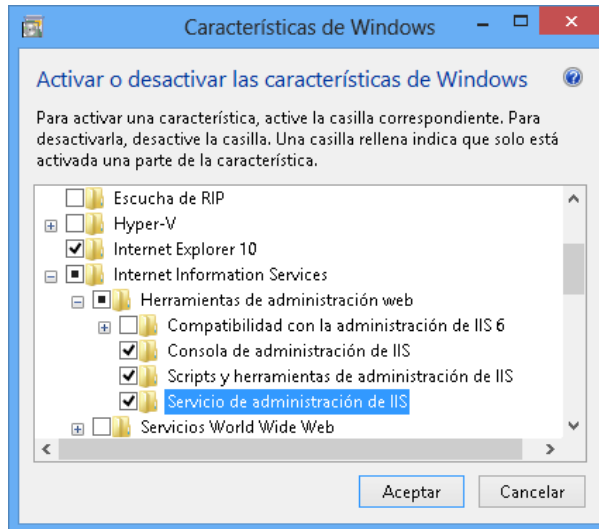 Características de Windows
Activar o desactivar las características de Windows
Para activar una característica, active la casilla correspondiente. Para
desactivarla, desactive la casilla. Una casilla rellena indica que solo está
activada una parte de la característica.
Escucha de RIP
Hyper-V
Internet Explorer 10
Internet Information Services
Herramientas de administración web
Compatibilidad con la administración de IIS 6
Consola de administración de IIS
Scripts y herramientas de administración de IIS
Servicio de administración de IIS
Servicios World Wide Web
Aceptar Cancelar